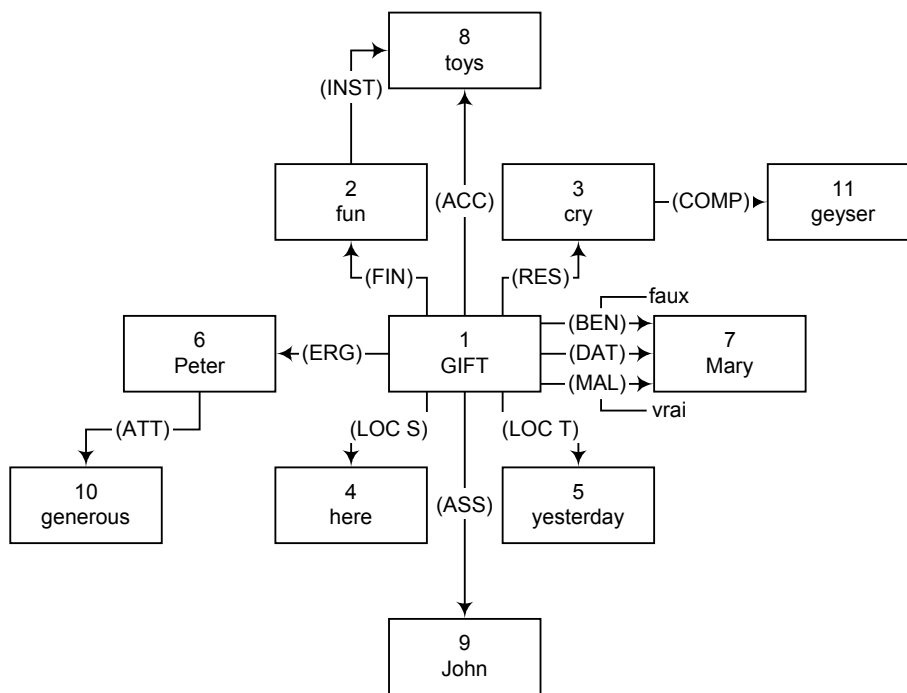 8
toys
(INST)
2
fun
(ACC)
3
cry
(COMP)
11
geyser
(FIN)
(RES)
faux
6
Peter
(ERG)
1
GIFT
(BEN)
(DAT)
(MAL)
7
Mary
vrai
(ATT)
(LOC S)
(LOC T)
10
generous
4
here
(ASS)
5
yesterday
9
John